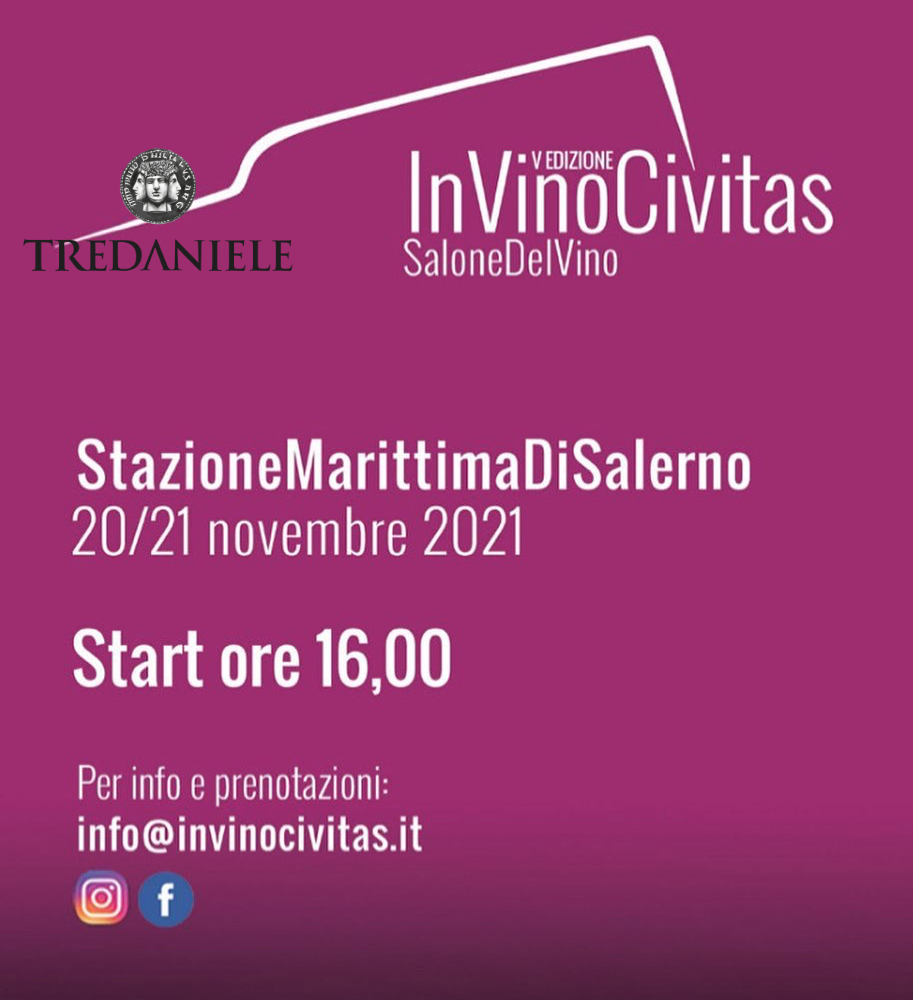 TREDANIELE
V EDIZIONE
InVinoCivitas
SaloneDelVino
StazioneMarittimaDiSalerno
20/21 novembre 2021
Start ore 16,00
Per info e prenotazioni:
info@invinocivitas.it